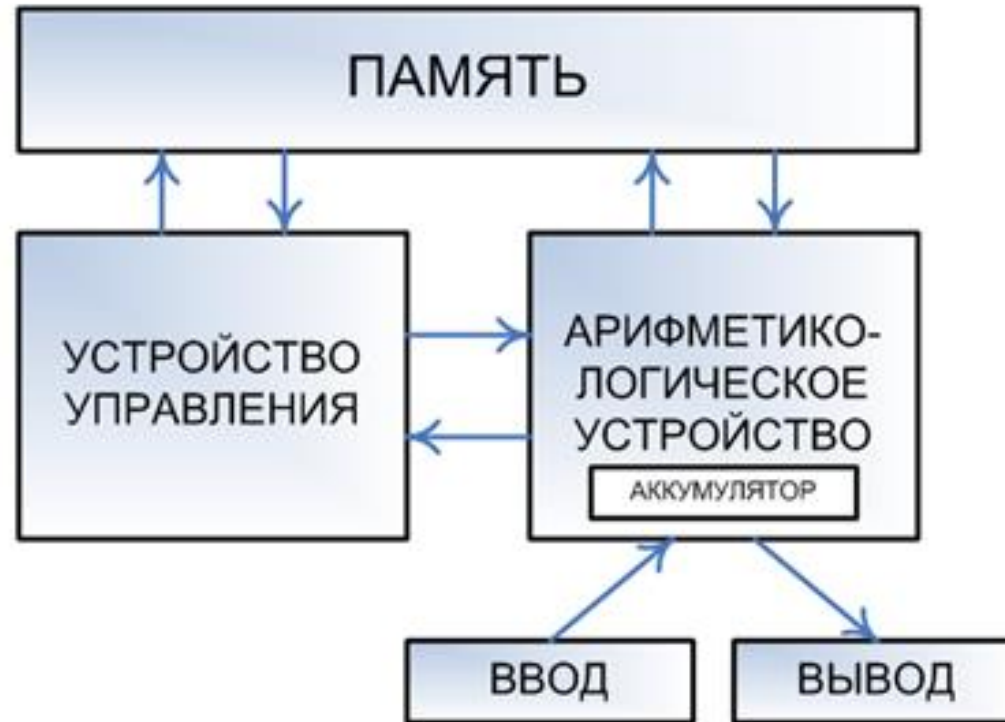 ПАМЯТЬ
УСТРОЙСТВО
УПРАВЛЕНИЯ
АРИФМЕТИКО-
ЛОГИЧЕСКОЕ
УСТРОЙСТВО
АККУМУЛЯТОР
ВВОД
ВЫВОД